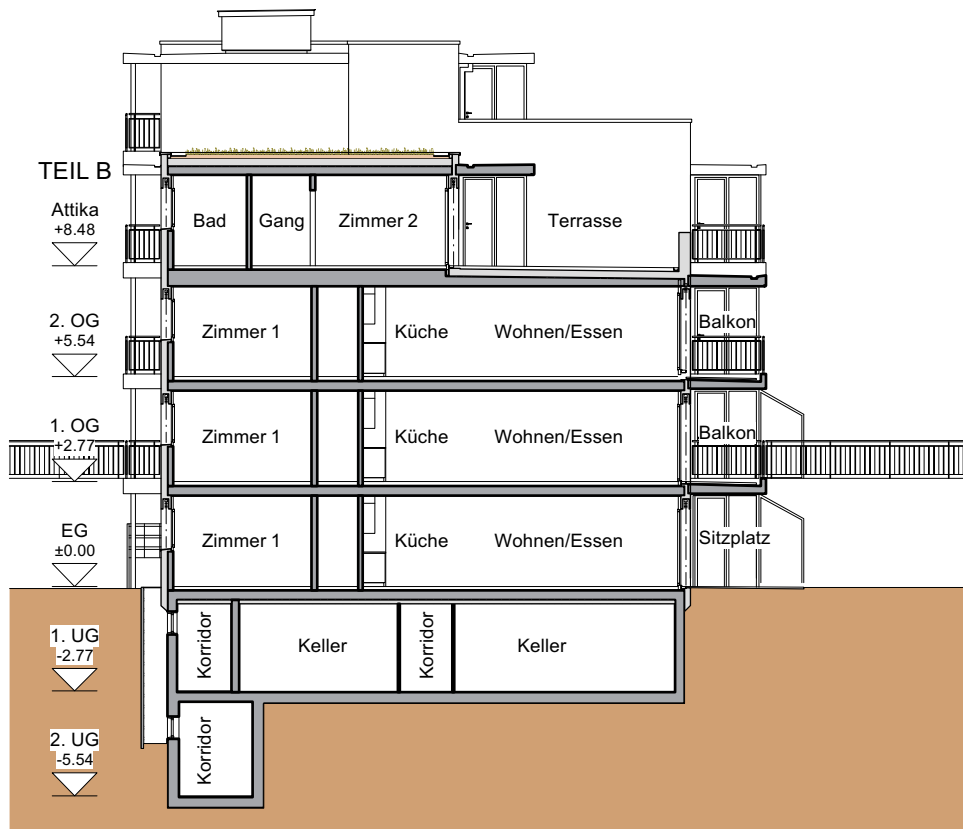 TEIL B
Attika
+8.48
Bad
Gang
Zimmer 2
Terrasse
2. OG
+5.54
Zimmer 1
Küche
Wohnen/Essen
Balkon
1. OG
+2.77
Zimmer 1
Küche
Wohnen/Essen
Balkon
EG
±0.00
Zimmer 1
Küche
Wohnen/Essen
Sitzplatz
1. UG
-2.77
Korridor
Keller
Korridor
Keller
2. UG
-5.54
Korridor